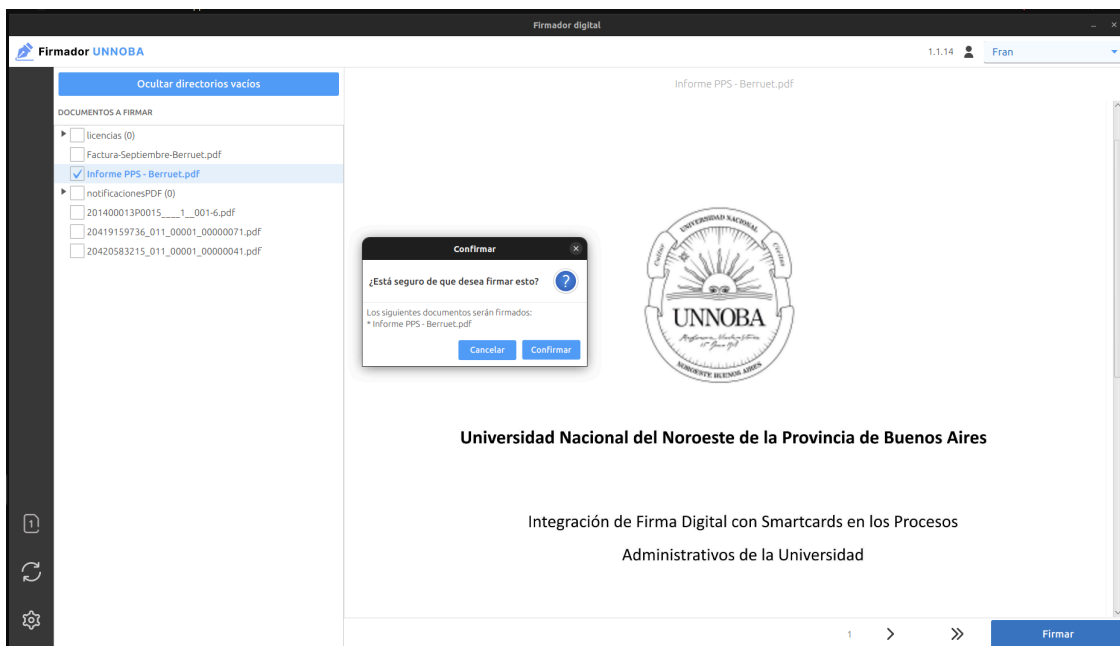 Firmador digital
Firmador UNNOBA
1.1.14
Fran
Ocultar directorios vacíos
Informe PPS - Berruet.pdf
DOCUMENTOS A FIRMAR
licencias (0)
Factura-Septiembre-Berruet.pdf
Informe PPS - Berruet.pdf
notificacionesPDF (0)
201400013P0015____1__001-6.pdf
20419159736_011_00001_00000071.pdf
20420583215_011_00001_00000041.pdf
Confirmar
¿Está seguro de que desea firmar esto?
Los siguientes documentos serán firmados:
* Informe PPS - Berruet.pdf
Cancelar
Confirmar
UNIVERSIDAD NACIONAL
UNNOBA
NOROESTE BUENOS AIRES
Universidad Nacional del Noroeste de la Provincia de Buenos Aires
Integración de Firma Digital con Smartcards en los Procesos
Administrativos de la Universidad
1
1
Firmar